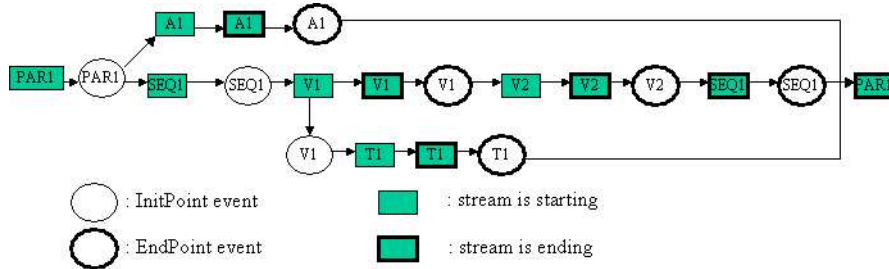 A1 A1 A1
PAR1 PAR1 SEQ1 SEQ1 V1 V1 V1 V2 V2 V2 SEQ1 SEQ1 PAR1
V1 T1 T1 T1
: InitPoint event : stream is starting
: EndPoint event : stream is ending